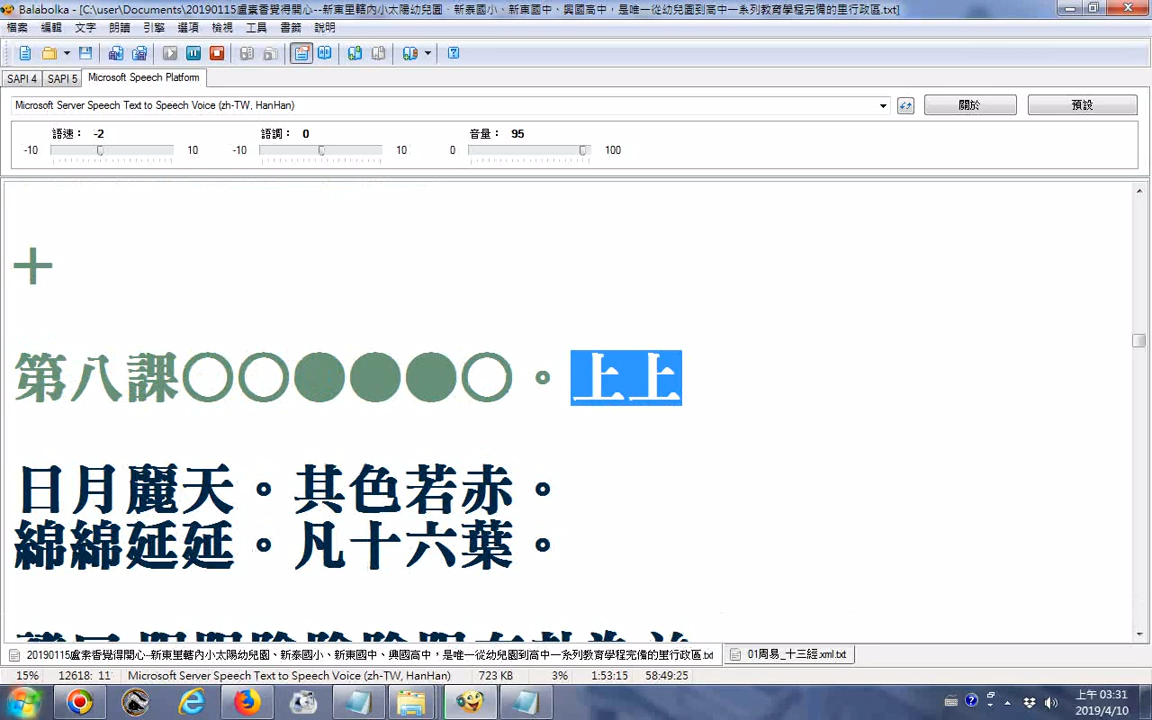 Balabolka - [C:\user\Documents\20190115盧素香覺得開心--新東里轄內小太陽幼兒園、新泰國小、新東國中、興國高中，是唯一從幼兒園到高中一系列教育學程完備的里行政區.txt]
檔案 編輯 文字 朗讀 引擎 選項 檢視 工具 書籤 說明
SAPI 4 SAPI 5 Microsoft Speech Platform
Microsoft Server Speech Text to Speech Voice (zh-TW, HanHan) 關於 預設
語速： -2 語調： 0 音量： 95
-10 10 -10 10 0 100
＋
第八課○○●●●○。上上
日月麗天。其色若赤。
綿綿延延。凡十六葉。
20190115盧素香覺得開心--新東里轄內小太陽幼兒園、新泰國小、新東國中、興國高中，是唯一從幼兒園到高中一系列教育學程完備的里行政區.txt 01周易_十三經.xml.txt
15% 12618: 11 Microsoft Server Speech Text to Speech Voice (zh-TW, HanHan) 723 KB 3% 1:53:15 58:49:25
上午 03:31
2019/4/10